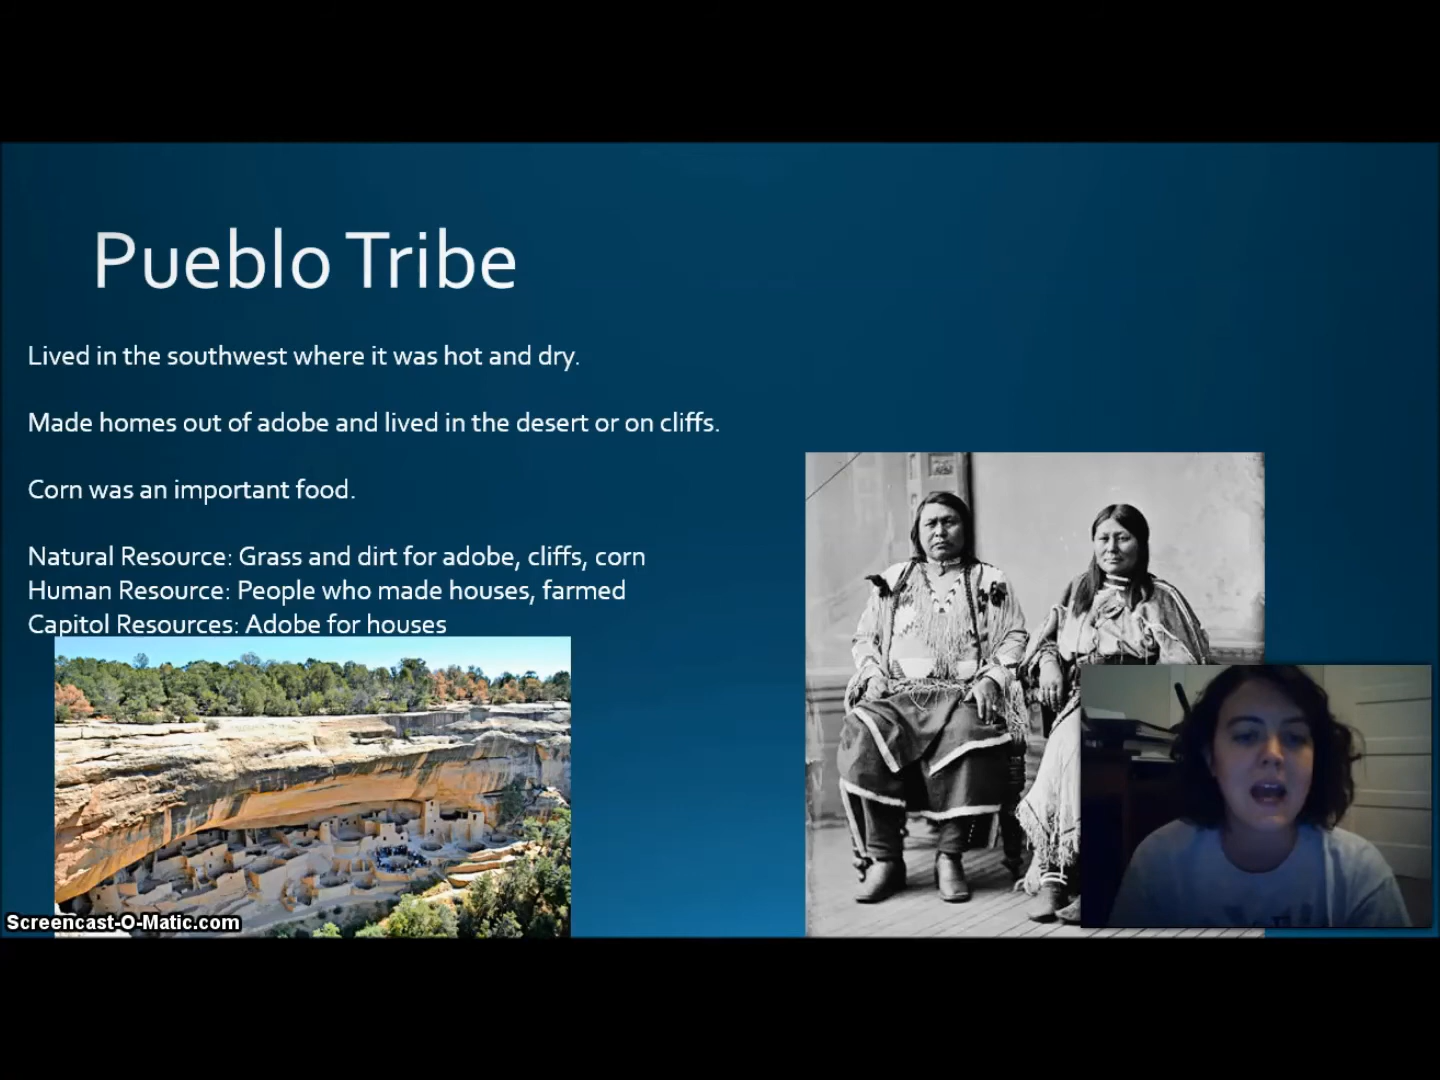 Pueblo Tribe
Lived in the southwest where it was hot and dry.
Made homes out of adobe and lived in the desert or on cliffs.
Corn was an important food.
Natural Resource: Grass and dirt for adobe, cliffs, corn
Human Resource: People who made houses, farmed
Capitol Resources: Adobe for houses
Screencast-O-Matic.com